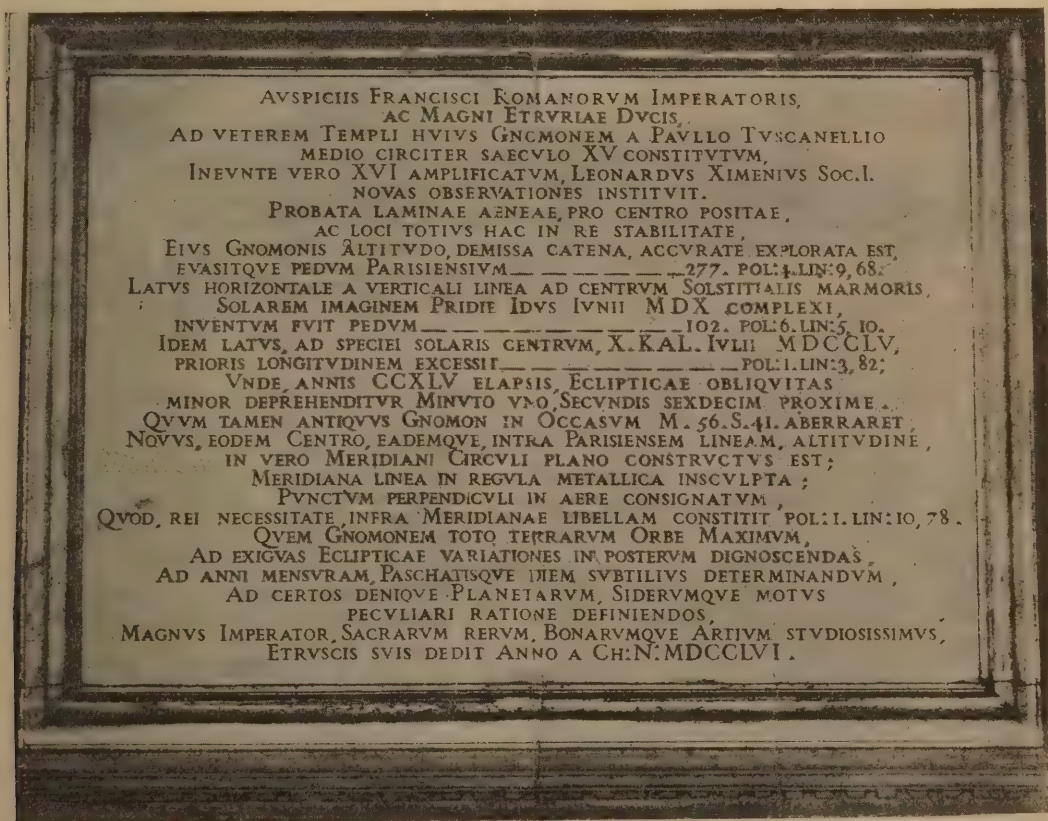 AVSPICIIS FRANCISCI ROMANORVM IMPERATORIS,
AC MAGNI ETRVRIAE DVCIS,
AD VETEREM TEMPLI HVIVS GNOMONEM A PAVLLO TVSCANELLIO
MEDIO CIRCITER SAECVLO XV CONSTITVTVM,
INEVNTE VERO XVI AMPLIFICATVM, LEONARDVS XIMENIVS SOC.I.
NOVAS OBSERVATIONES INSTITVIT.
PROBATA LAMINAE AENEAE, PRO CENTRO POSITAE,
AC LOCI TOTIVS HAC IN RE STABILITATE,
EIVS GNOMONIS ALTITVDO, DEMISSA CATENA, ACCVRATE EXPLORATA EST,
EVASITQVE PEDVM PARISIENSIVM — — — — — — 277. POL:4.LIN:9,68.
LATVS HORIZONTALE A VERTICALI LINEA AD CENTRVM SOLSTITIALIS MARMORIS,
SOLAREM IMAGINEM PRIDIE IDVS IVNII MDX COMPLEXI,
INVENTVM FVIT PEDVM — — — — — — — — — 102. POL:6.LIN:5,10.
IDEM LATVS, AD SPECIEI SOLARIS CENTRVM, X.KAL.IVLII MDCCLV,
PRIORIS LONGITVDINEM EXCESSIT — — — — — — — — POL:1.LIN:3,82;
VNDE, ANNIS CCXLV ELAPSIS, ECLIPTICAE OBLIQVITAS
MINOR DEPREHENDITVR MINVTO VNO, SECVNDIS SEXDECIM PROXIME.
QVVM TAMEN ANTIQVVS GNOMON IN OCCASVM M. 56.S.41. ABERRARET,
NOVVS, EODEM CENTRO, EADEMQVE, INTRA PARISIENSEM LINEAM, ALTITVDINE,
IN VERO MERIDIANI CIRCVLI PLANO CONSTRVCTVS EST;
MERIDIANA LINEA IN REGVLA METALLICA INSCVLPTA;
PVNCTVM PERPENDICVLI IN AERE CONSIGNATVM,
QVOD, REI NECESSITATE, INFRA MERIDIANAE LIBELLAM CONSTITIT POL:1.LIN:10,78.
QVEM GNOMONEM TOTO TERRARVM ORBE MAXIMVM,
AD EXIGVAS ECLIPTICAE VARIATIONES IN POSTERVM DIGNOSCENDAS,
AD ANNI MENSVRAM, PASCHATISQVE DIEM SVBTILIVS DETERMINANDVM,
AD CERTOS DENIQVE PLANETARVM, SIDERVMQVE MOTVS
PECVLIARI RATIONE DEFINIENDOS,
MAGNVS IMPERATOR, SACRARVM RERVM, BONARVMQVE ARTIVM STVDIOSISSIMVS,
ETRVSCIS SVIS DEDIT ANNO A CH:N:MDCCLVI.